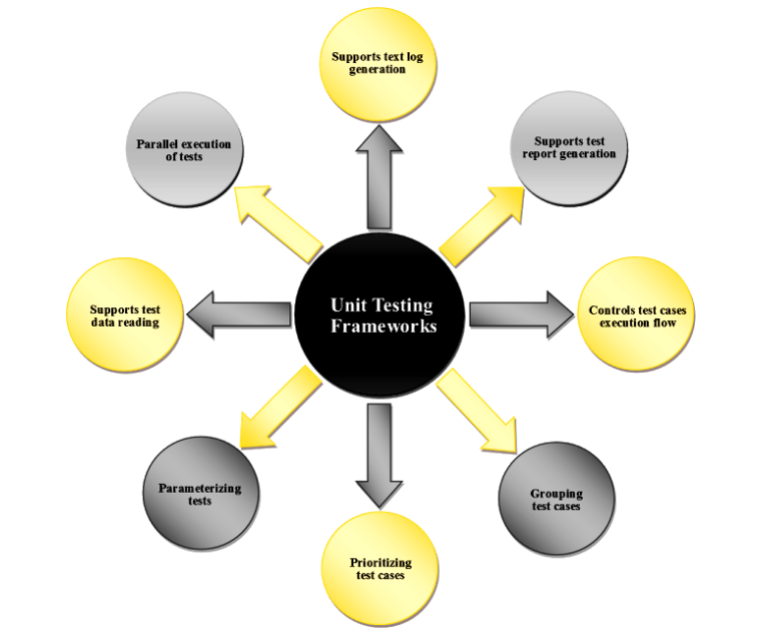 Supports text log
generation
Parallel execution
of tests
Supports test
report generation
Unit Testing
Frameworks
Supports test
data reading
Controls test cases
execution flow
Parameterizing
tests
Grouping
test cases
Prioritizing
test cases